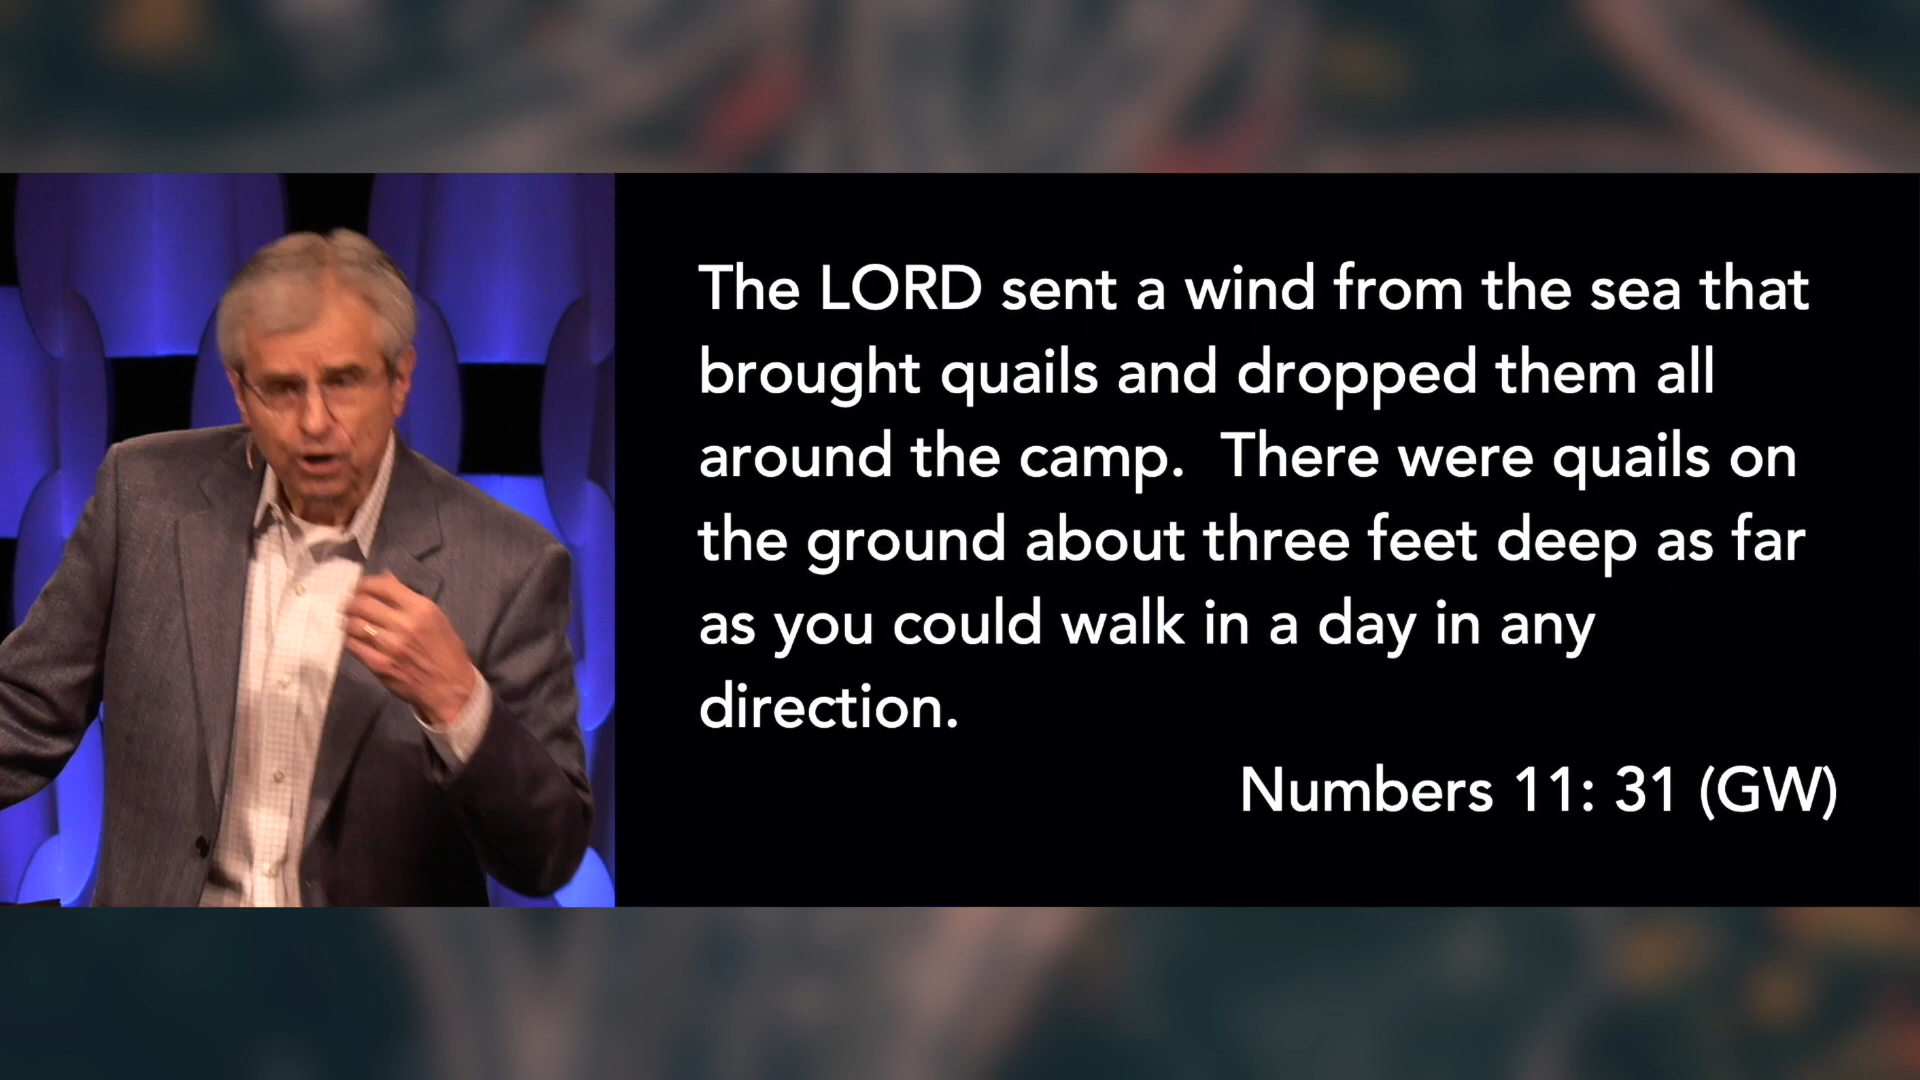 The LORD sent a wind from the sea that
brought quails and dropped them all
around the camp.  There were quails on
the ground about three feet deep as far
as you could walk in a day in any
direction.
Numbers 11: 31 (GW)